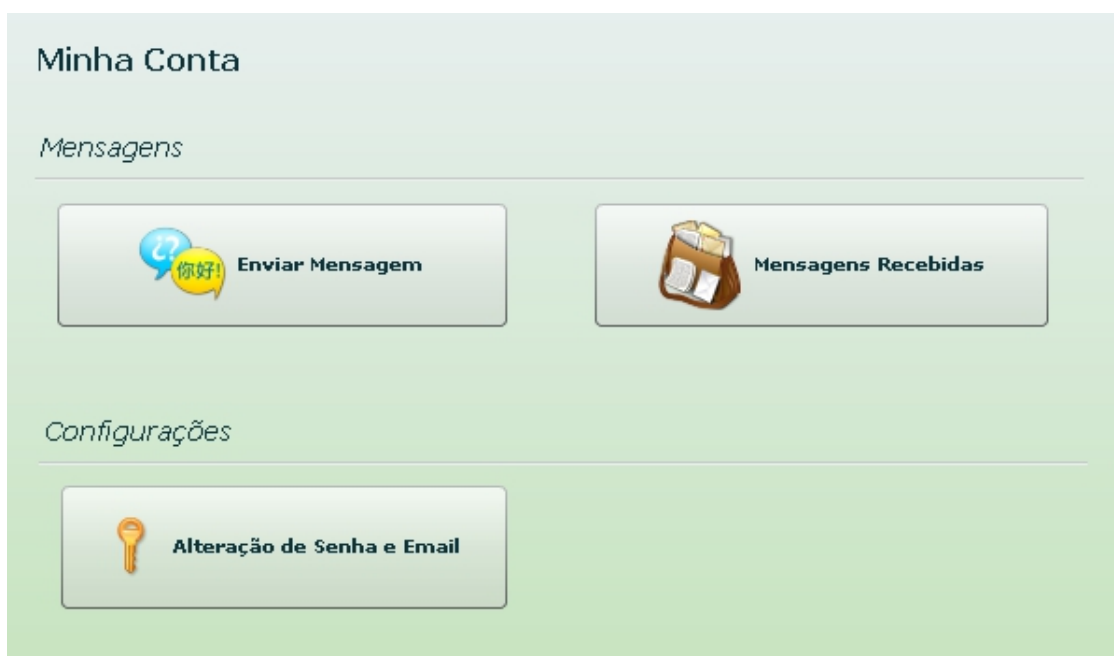 Minha Conta
Mensagens
¿?
你好!
Enviar Mensagem
Mensagens Recebidas
Configurações
Alteração de Senha e Email